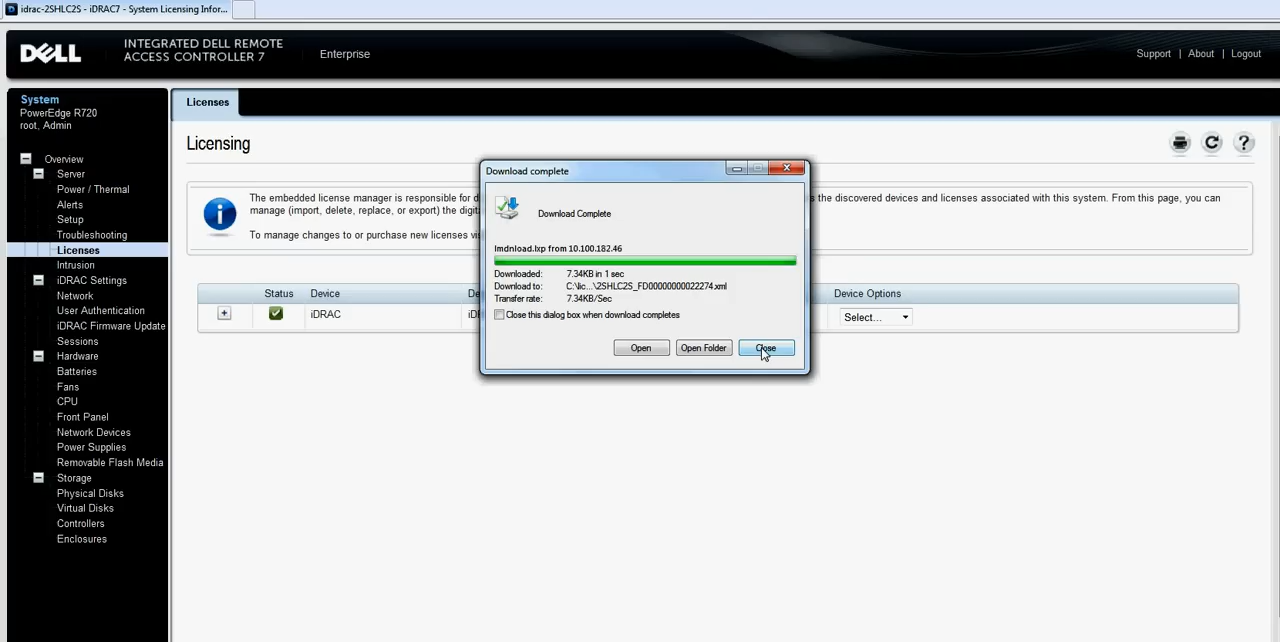 idrac-2SHLC2S - iDRAC7 - System Licensing Infor...
DELL
INTEGRATED DELL REMOTE
ACCESS CONTROLLER 7
Enterprise
Support | About | Logout
System
PowerEdge R720
root, Admin
Overview
Server
Power / Thermal
Alerts
Setup
Troubleshooting
Licenses
Intrusion
iDRAC Settings
Network
User Authentication
iDRAC Firmware Update
Sessions
Hardware
Batteries
Fans
CPU
Front Panel
Network Devices
Power Supplies
Removable Flash Media
Storage
Physical Disks
Virtual Disks
Controllers
Enclosures
Licenses
Licensing
?
i
The embedded license manager is responsible for d
the discovered devices and licenses associated with this system. From this page, you can
manage (import, delete, replace, or export) the digit
To manage changes to or purchase new licenses vi
Status Device De Device Options
+ iDRAC iD Select...
Download complete
Download Complete
lmdnload.lxp from 10.100.182.46
Downloaded: 7.34KB in 1 sec
Download to: C:\lic...\2SHLC2S_FD00000000022274.xml
Transfer rate: 7.34KB/Sec
Close this dialog box when download completes
Open Open Folder Close